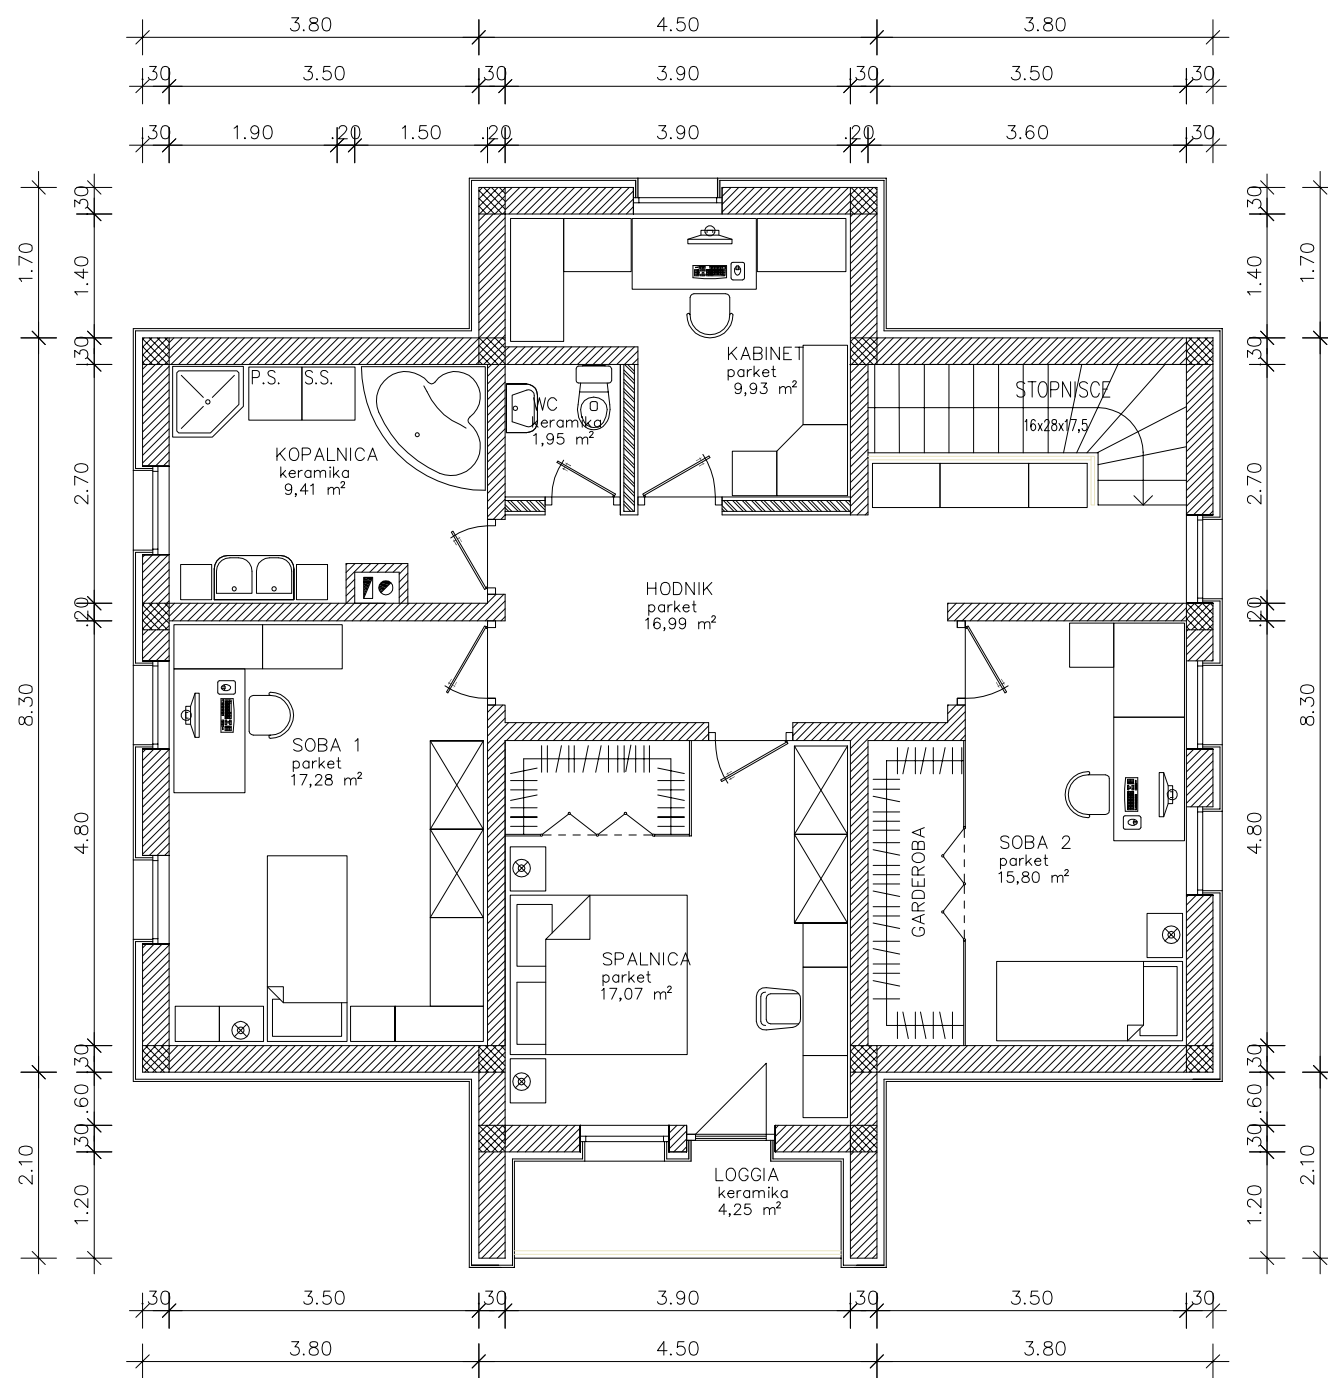 3.80 4.50 3.80
.30 3.50 .30 3.90 .30 3.50 .30
.30 1.90 .20 1.50 .20 3.90 .20 3.60 .30
1.70
8.30
2.10
.30
1.40
.30
2.70
.20
4.80
.30
.60
.30
1.20
KABINET
parket
9,93 m²
STOPNISCE
16x28x17,5
P.S. S.S.
WC
keramika
1,95 m²
KOPALNICA
keramika
9,41 m²
HODNIK
parket
16,99 m²
SOBA 1
parket
17,28 m²
GARDEROBA
SOBA 2
parket
15,80 m²
SPALNICA
parket
17,07 m²
LOGGIA
keramika
4,25 m²
.30
1.40
.30
2.70
.20
4.80
.30
.60
.30
1.20
1.70
8.30
2.10
.30 3.50 .30 3.90 .30 3.50 .30
3.80 4.50 3.80